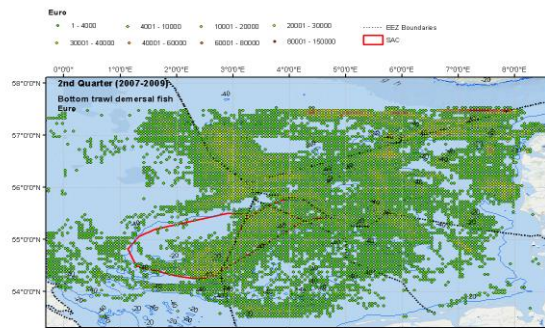 Euro
1 - 4000 4001 - 10000 10001 - 20000 20001 - 30000 EEZ Boundaries
30001 - 40000 40001 - 60000 60001 - 80000 80001 - 150000 SAC
1°0'0"E 2°0'0"E 3°0'0"E 4°0'0"E 5°0'0"E 6°0'0"E 7°0'0"E 8°0'0"E
58°0'0"N
2nd Quarter (2007-2009)
Bottom trawl demersal fish
Euro
57°0'0"N
56°0'0"N
55°0'0"N
54°0'0"N